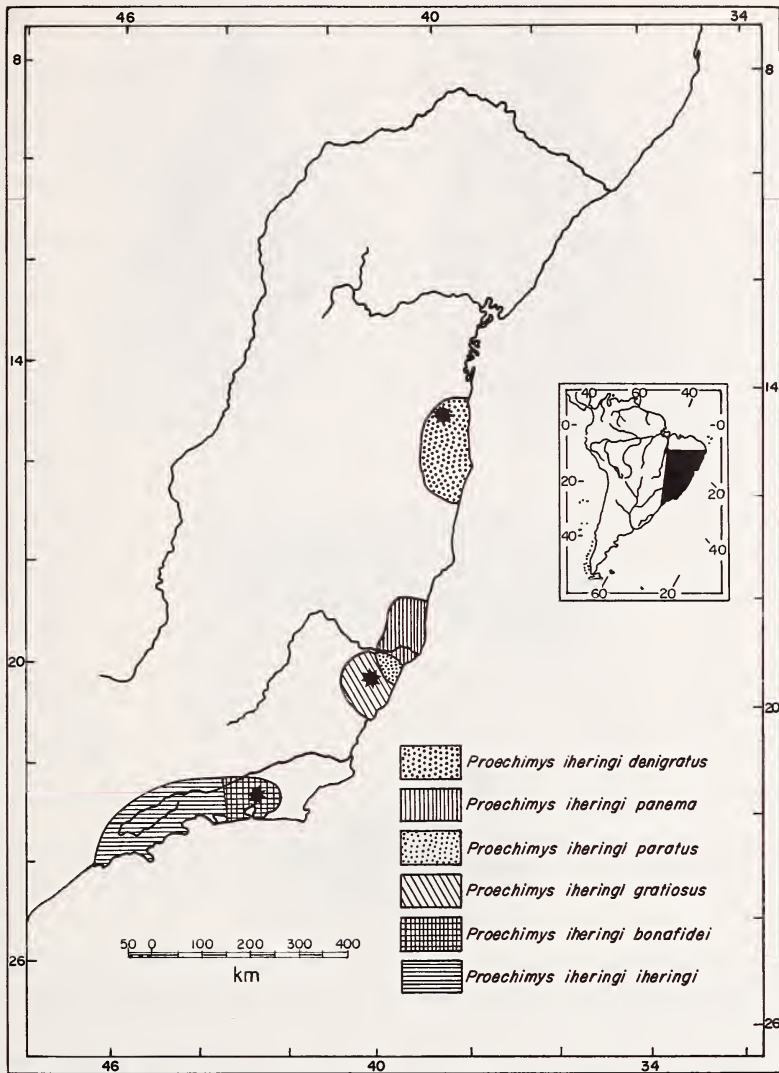 46 40 34
8 8
14 14
40 60 40
0 0
20 20
40 40
60 20
20 20
Proechimys iheringi denigratus
Proechimys iheringi panema
Proechimys iheringi paratus
Proechimys iheringi gratiosus
Proechimys iheringi bonafidei
Proechimys iheringi iheringi
50 0 100 200 300 400
km
26 26
46 40 34